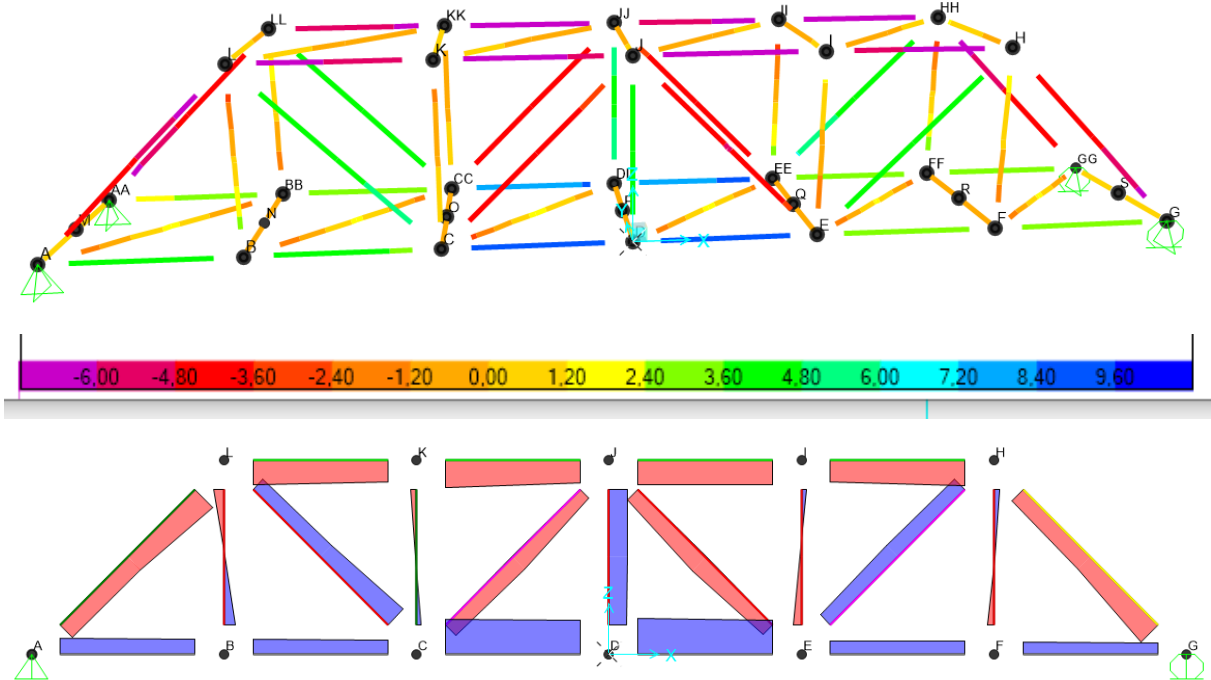 LL KK JJ II HH
L K J I H
AA BB CC DD EE FF GG
M N O P Q R S
A B C E F G
Z
Y X
-6,00 -4,80 -3,60 -2,40 -1,20 0,00 1,20 2,40 3,60 4,80 6,00 7,20 8,40 9,60
L K J I H
Z
A B C D E F G
X